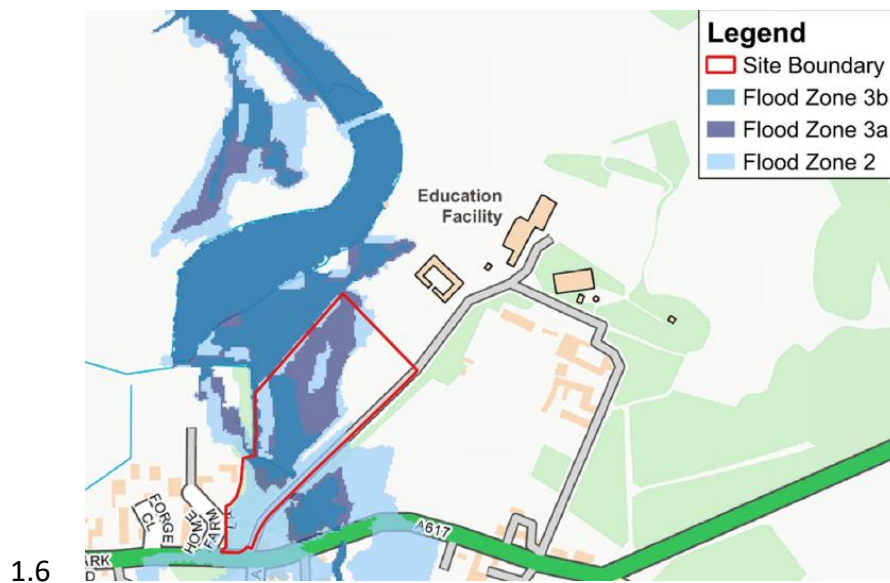 Legend
Site Boundary
Flood Zone 3b
Flood Zone 3a
Flood Zone 2
Education
Facility
FORGE
CL
HOME
FARM
A617
ARK
D
1.6